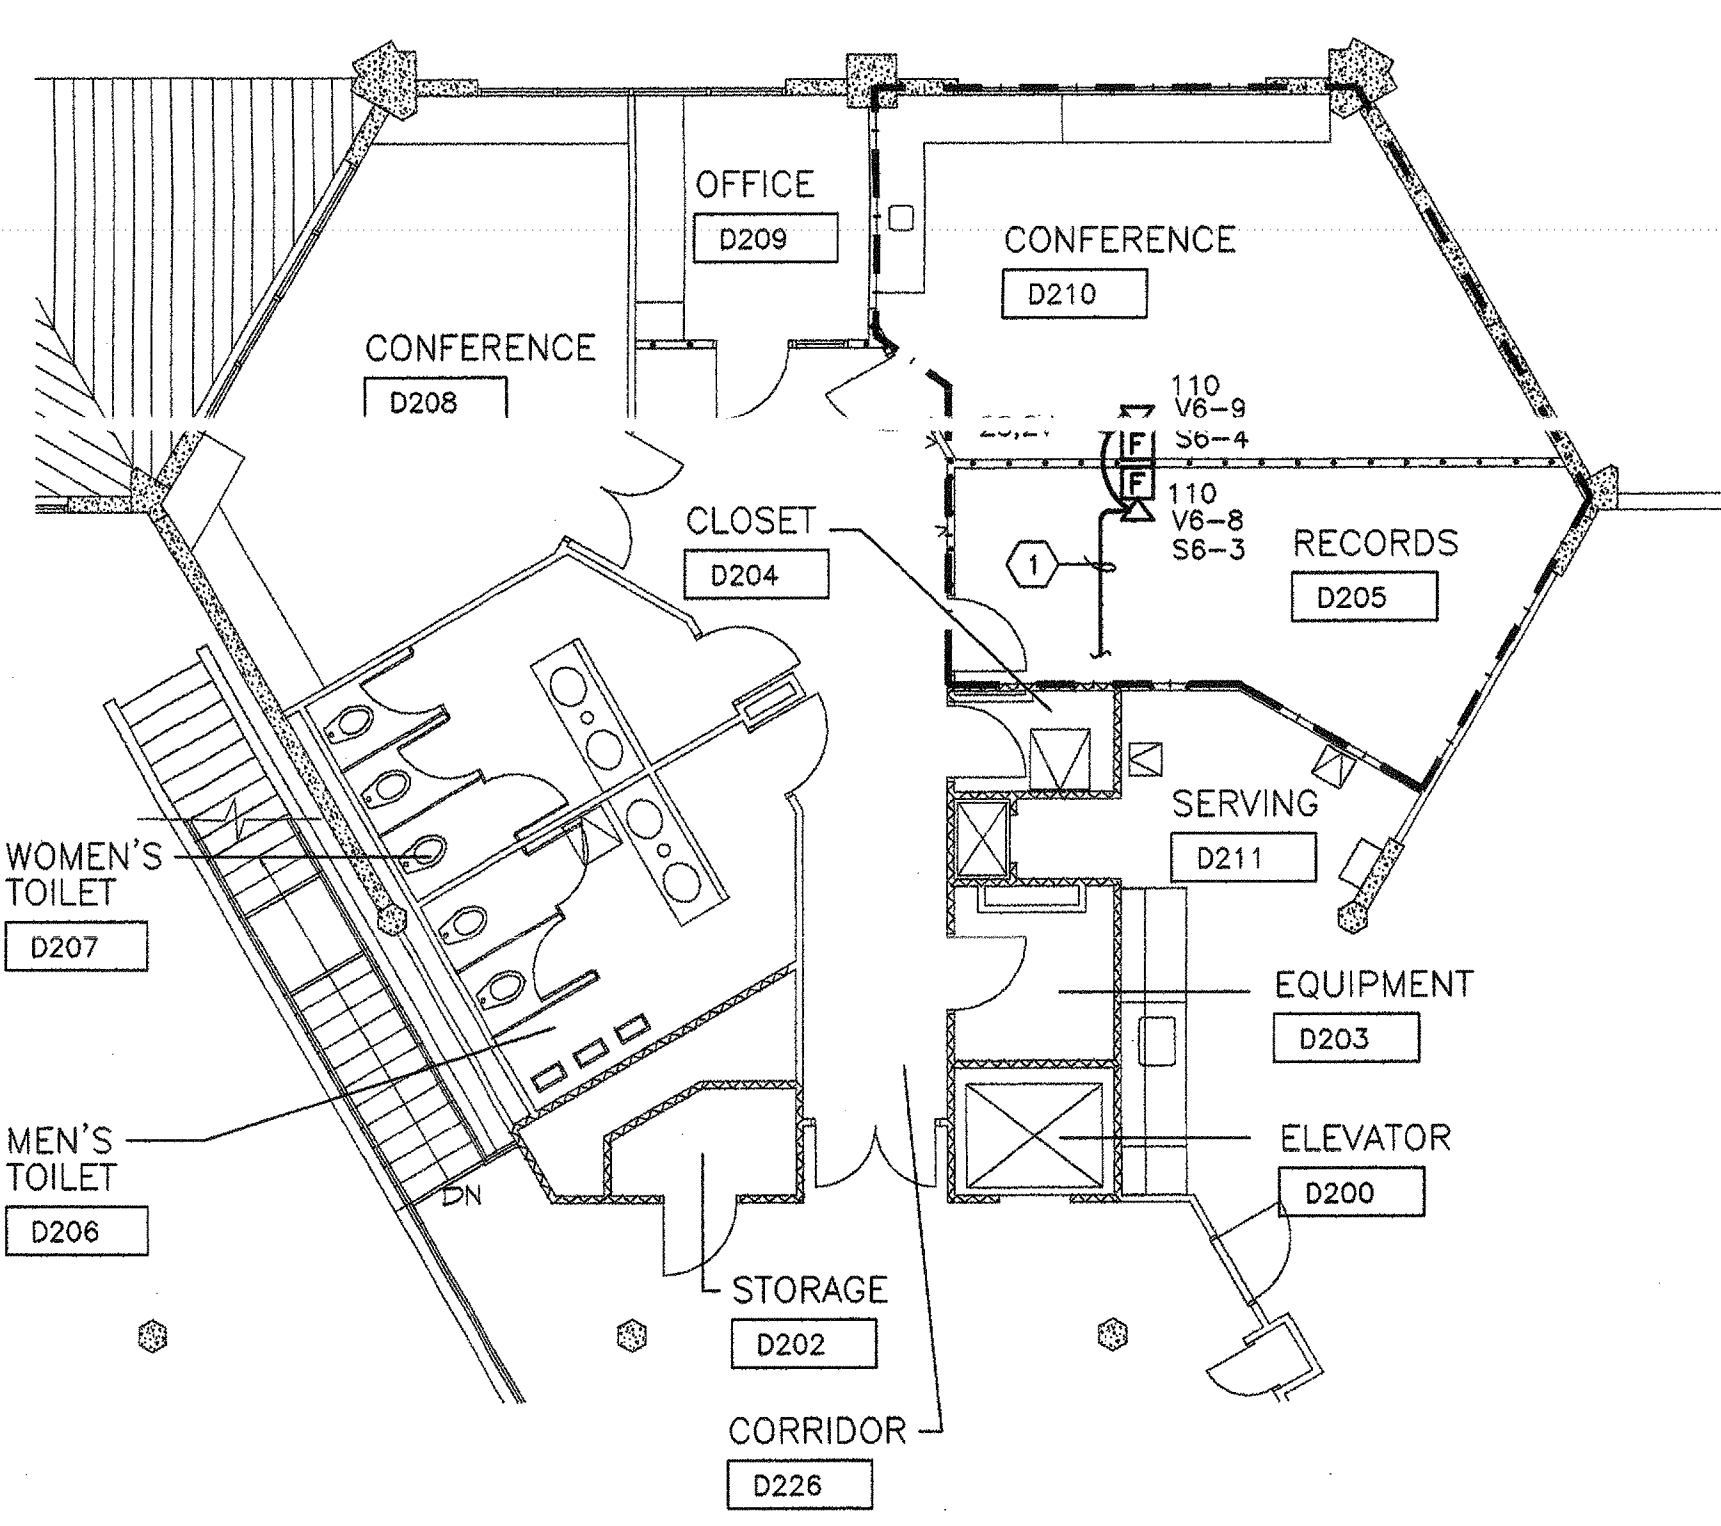 OFFICE
D209
CONFERENCE
D210
CONFERENCE
D208
110
V6-9
S6-4
F
F
110
V6-8
S6-3
CLOSET
D204
1
RECORDS
D205
SERVING
D211
WOMEN'S
TOILET
D207
EQUIPMENT
D203
MEN'S
TOILET
D206
ELEVATOR
D200
DN
STORAGE
D202
CORRIDOR
D226